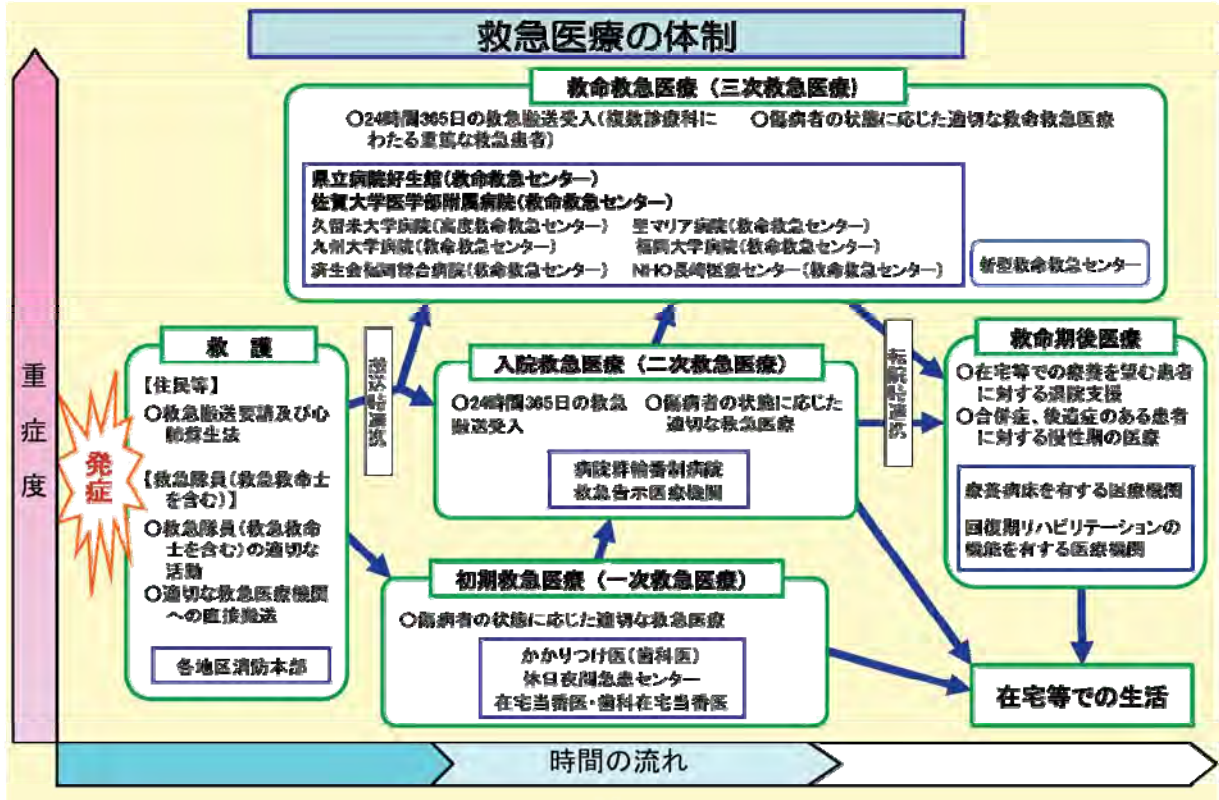 救急医療の体制
重症度
救命救急医療（三次救急医療）
○24時間365日の救急搬送受入(複数診療科に
わたる重篤な救急患者)
○傷病者の状態に応じた適切な救命救急医療
県立病院好生館(救命救急センター)
佐賀大学医学部附属病院(救命救急センター)
久留米大学病院(高度救命救急センター)
聖マリア病院(救命救急センター)
九州大学病院(救命救急センター)
福岡大学病院(救命救急センター)
済生会福岡総合病院(救命救急センター)
NHO長崎医療センター(救命救急センター)
新型救命救急センター
発症
救護
【住民等】
○救急搬送要請及び心
肺蘇生法
【救急隊員(救急救命士
を含む)】
○救急隊員(救急救命
士を含む)の適切な
活動
○適切な救急医療機関
への直接搬送
各地区消防本部
搬送時連携
入院救急医療（二次救急医療）
○24時間365日の救急
搬送受入
○傷病者の状態に応じた
適切な救急医療
病院群輪番制病院
救急告示医療機関
初期救急医療（一次救急医療）
○傷病者の状態に応じた適切な救急医療
かかりつけ医(歯科医)
休日夜間急患センター
在宅当番医・歯科在宅当番医
転院時連携
救命期後医療
○在宅等での療養を望む患者
に対する退院支援
○合併症、後遺症のある患者
に対する慢性期の医療
療養病床を有する医療機関
回復期リハビリテーションの
機能を有する医療機関
在宅等での生活
時間の流れ